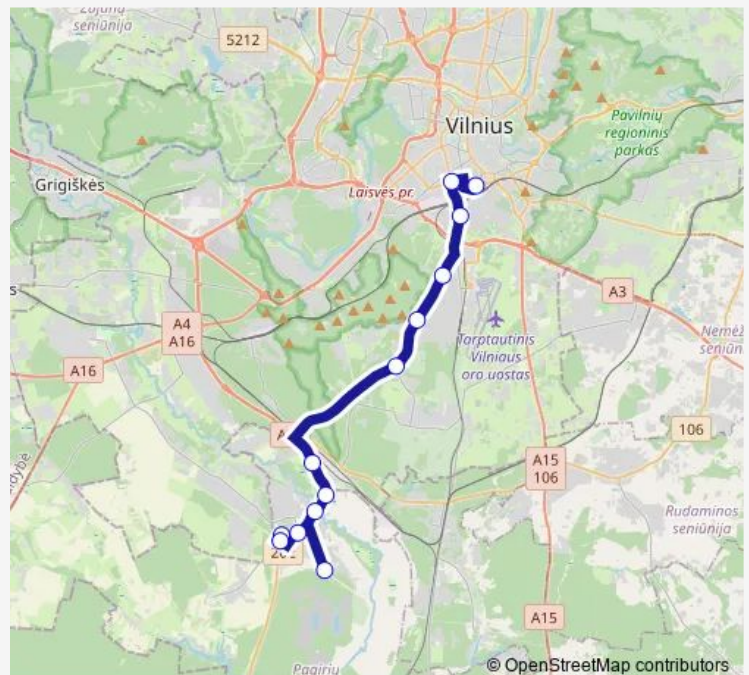 Zujūnų
seniūnija
5212
Vilnius
Pavilnių
regioninis
parkas
Grigiškės
Laisvės pr.
A3
s
A4
A16
Tarptautinis
Vilniaus
oro uostas
Nemėž
seniūn
A16
A
106
A15
106
Rudaminos
seniūnija
A15
Pagirių
© OpenStreetMap contributors